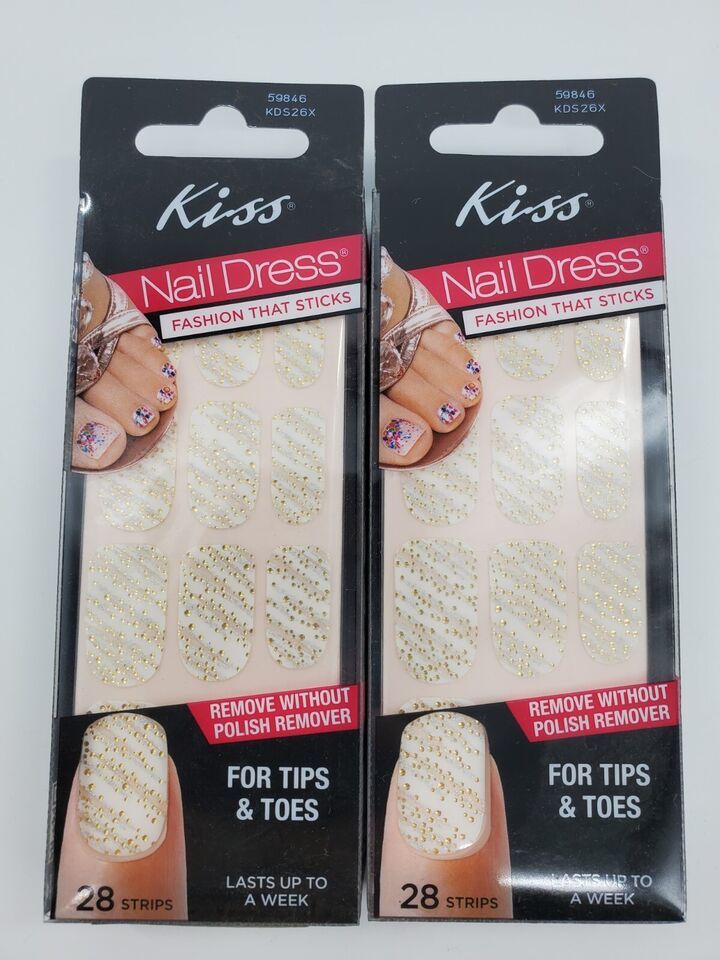 59846
KDS26X
Kiss®
Nail Dress®
FASHION THAT STICKS
REMOVE WITHOUT
POLISH REMOVER
FOR TIPS
& TOES
28 STRIPS
LASTS UP TO
A WEEK
59846
KDS26X
Kiss®
Nail Dress®
FASHION THAT STICKS
REMOVE WITHOUT
POLISH REMOVER
FOR TIPS
& TOES
28 STRIPS
LASTS UP TO
A WEEK